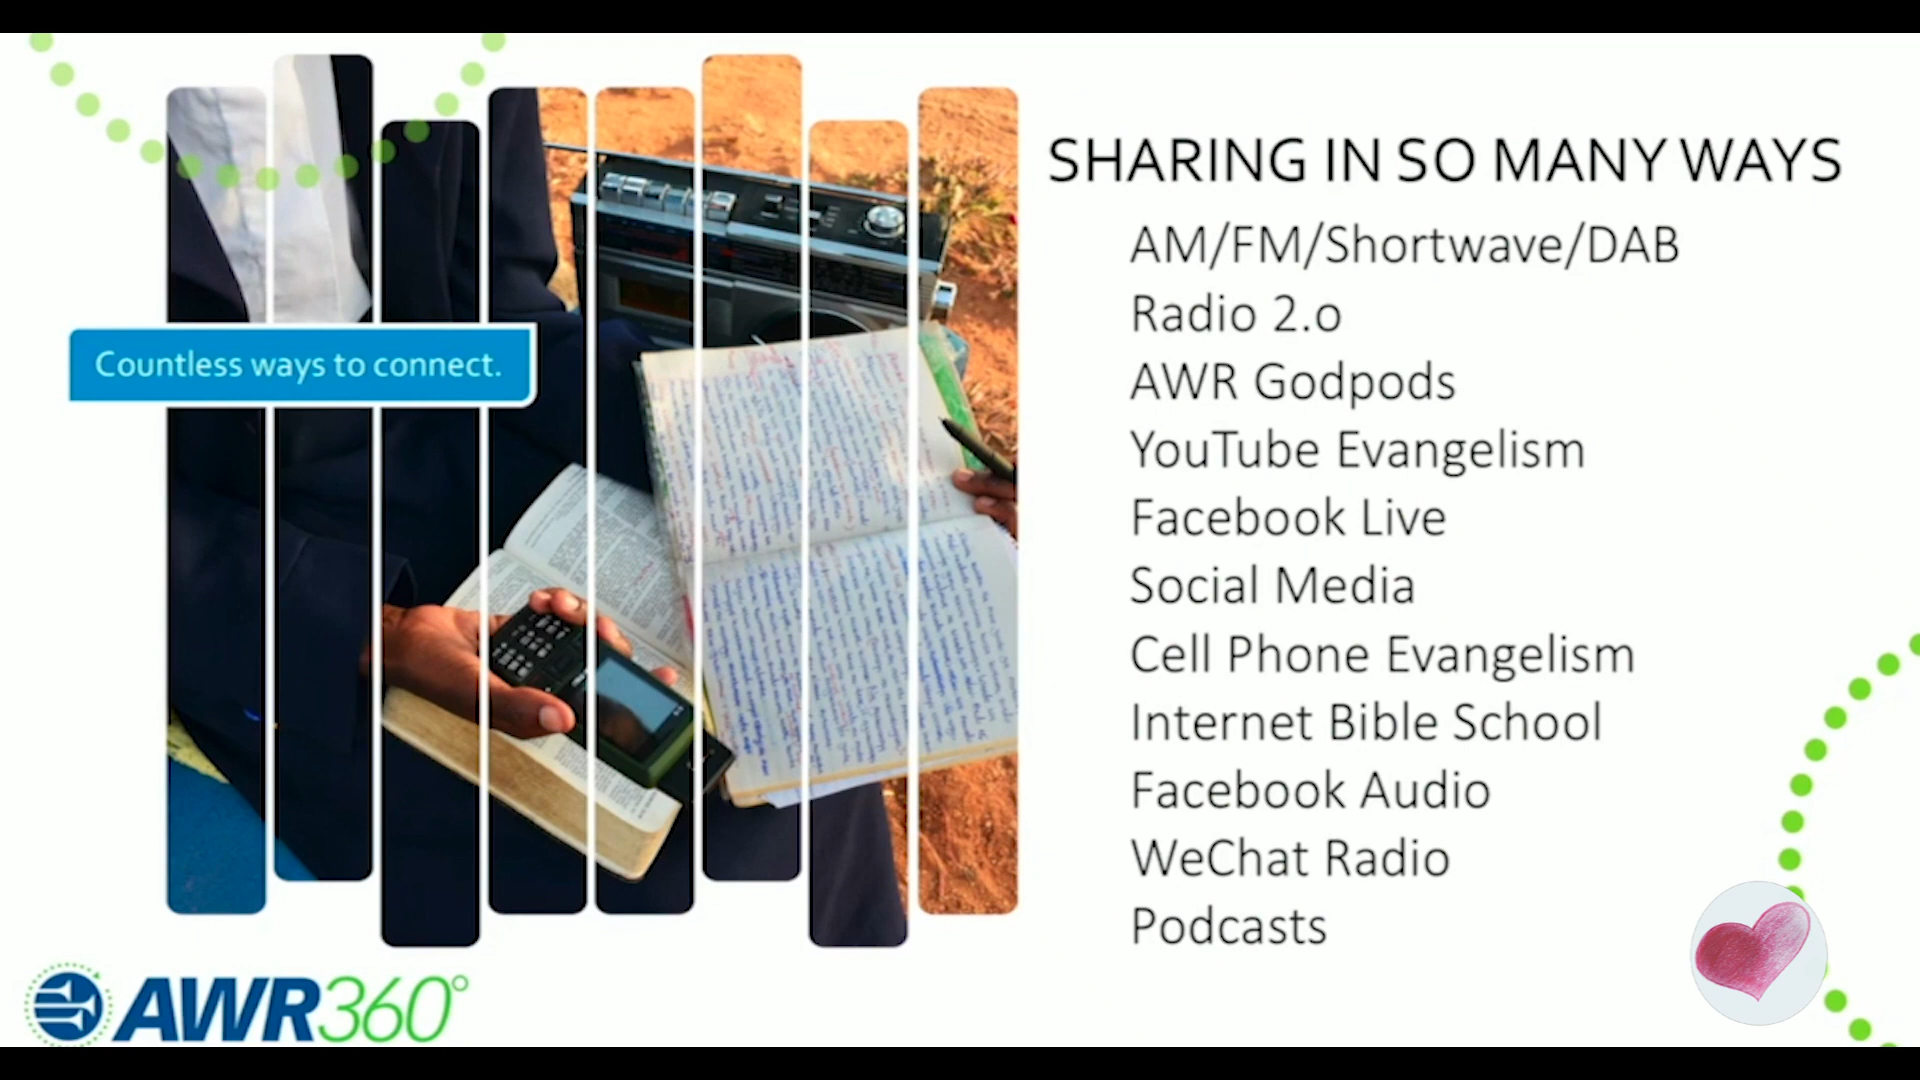 SHARING IN SO MANY WAYS
AM/FM/Shortwave/DAB
Radio 2.o
AWR Godpods
YouTube Evangelism
Facebook Live
Social Media
Cell Phone Evangelism
Internet Bible School
Facebook Audio
WeChat Radio
Podcasts
Countless ways to connect.
AWR360°